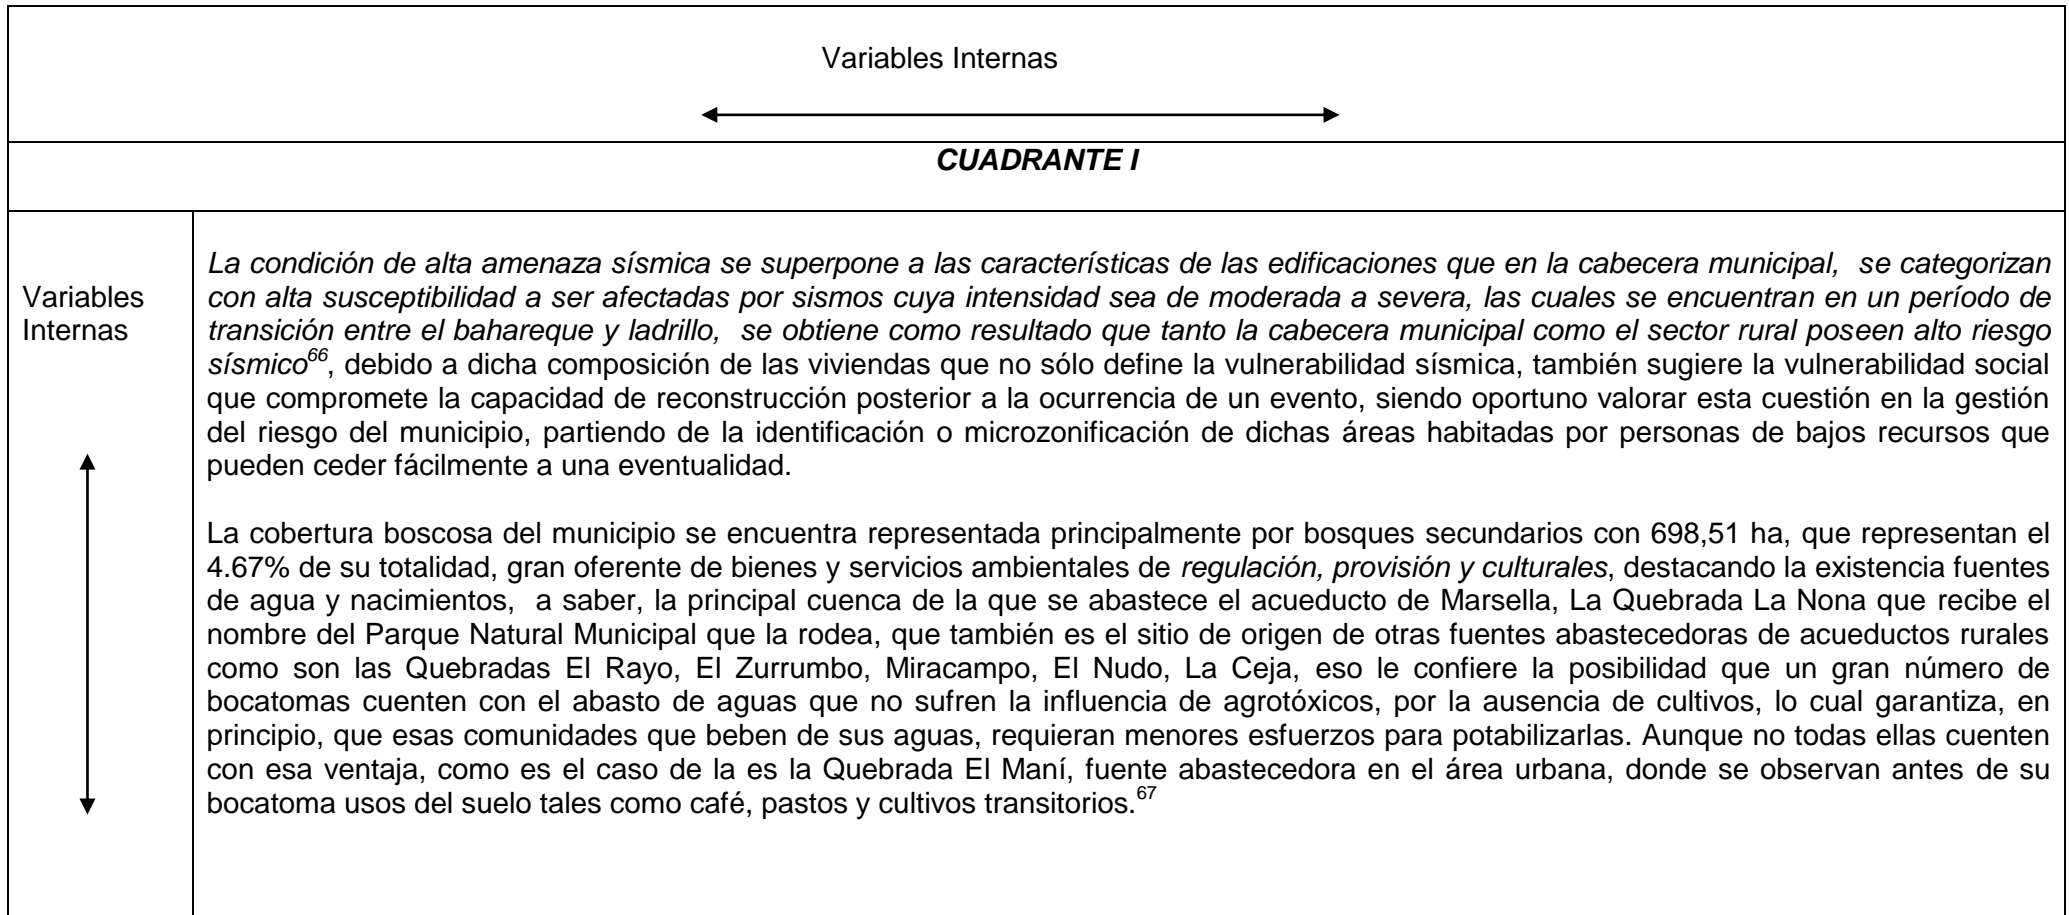 Variables Internas
CUADRANTE I
Variables
Internas
La condición de alta amenaza sísmica se superpone a las características de las edificaciones que en la cabecera municipal, se categorizan
con alta susceptibilidad a ser afectadas por sismos cuya intensidad sea de moderada a severa, las cuales se encuentran en un período de
transición entre el bahareque y ladrillo, se obtiene como resultado que tanto la cabecera municipal como el sector rural poseen alto riesgo
sísmico66, debido a dicha composición de las viviendas que no sólo define la vulnerabilidad sísmica, también sugiere la vulnerabilidad social
que compromete la capacidad de reconstrucción posterior a la ocurrencia de un evento, siendo oportuno valorar esta cuestión en la gestión
del riesgo del municipio, partiendo de la identificación o microzonificación de dichas áreas habitadas por personas de bajos recursos que
pueden ceder fácilmente a una eventualidad.
La cobertura boscosa del municipio se encuentra representada principalmente por bosques secundarios con 698,51 ha, que representan el
4.67% de su totalidad, gran oferente de bienes y servicios ambientales de regulación, provisión y culturales, destacando la existencia fuentes
de agua y nacimientos, a saber, la principal cuenca de la que se abastece el acueducto de Marsella, La Quebrada La Nona que recibe el
nombre del Parque Natural Municipal que la rodea, que también es el sitio de origen de otras fuentes abastecedoras de acueductos rurales
como son las Quebradas El Rayo, El Zurrumbo, Miracampo, El Nudo, La Ceja, eso le confiere la posibilidad que un gran número de
bocatomas cuenten con el abasto de aguas que no sufren la influencia de agrotóxicos, por la ausencia de cultivos, lo cual garantiza, en
principio, que esas comunidades que beben de sus aguas, requieran menores esfuerzos para potabilizarlas. Aunque no todas ellas cuenten
con esa ventaja, como es el caso de la es la Quebrada El Maní, fuente abastecedora en el área urbana, donde se observan antes de su
bocatoma usos del suelo tales como café, pastos y cultivos transitorios.67